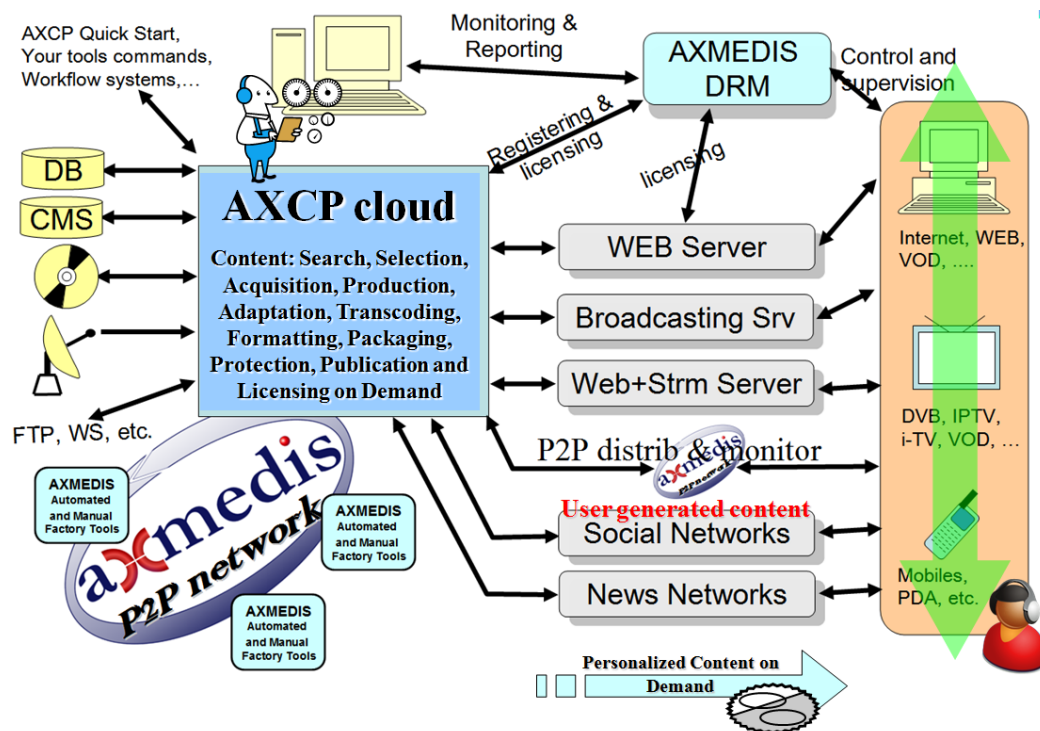 AXCP Quick Start,
Your tools commands,
Workflow systems,...
Monitoring &
Reporting
AXMEDIS
DRM
Control and
supervision
Registering &
licensing
licensing
DB
CMS
FTP, WS, etc.
AXCP cloud
Content: Search, Selection,
Acquisition, Production,
Adaptation, Transcoding,
Formatting, Packaging,
Protection, Publication and
Licensing on Demand
WEB Server
Broadcasting Srv
Web+Strm Server
P2P distrib & monitor
axmedis
P2P network
User generated content
Social Networks
News Networks
Internet, WEB,
VOD, ....
DVB, IPTV,
i-TV, VOD, ...
Mobiles,
PDA, etc.
axmedis
P2P network
AXMEDIS
Automated
and Manual
Factory Tools
AXMEDIS
Automated
and Manual
Factory Tools
AXMEDIS
Automated
and Manual
Factory Tools
Personalized Content on
Demand